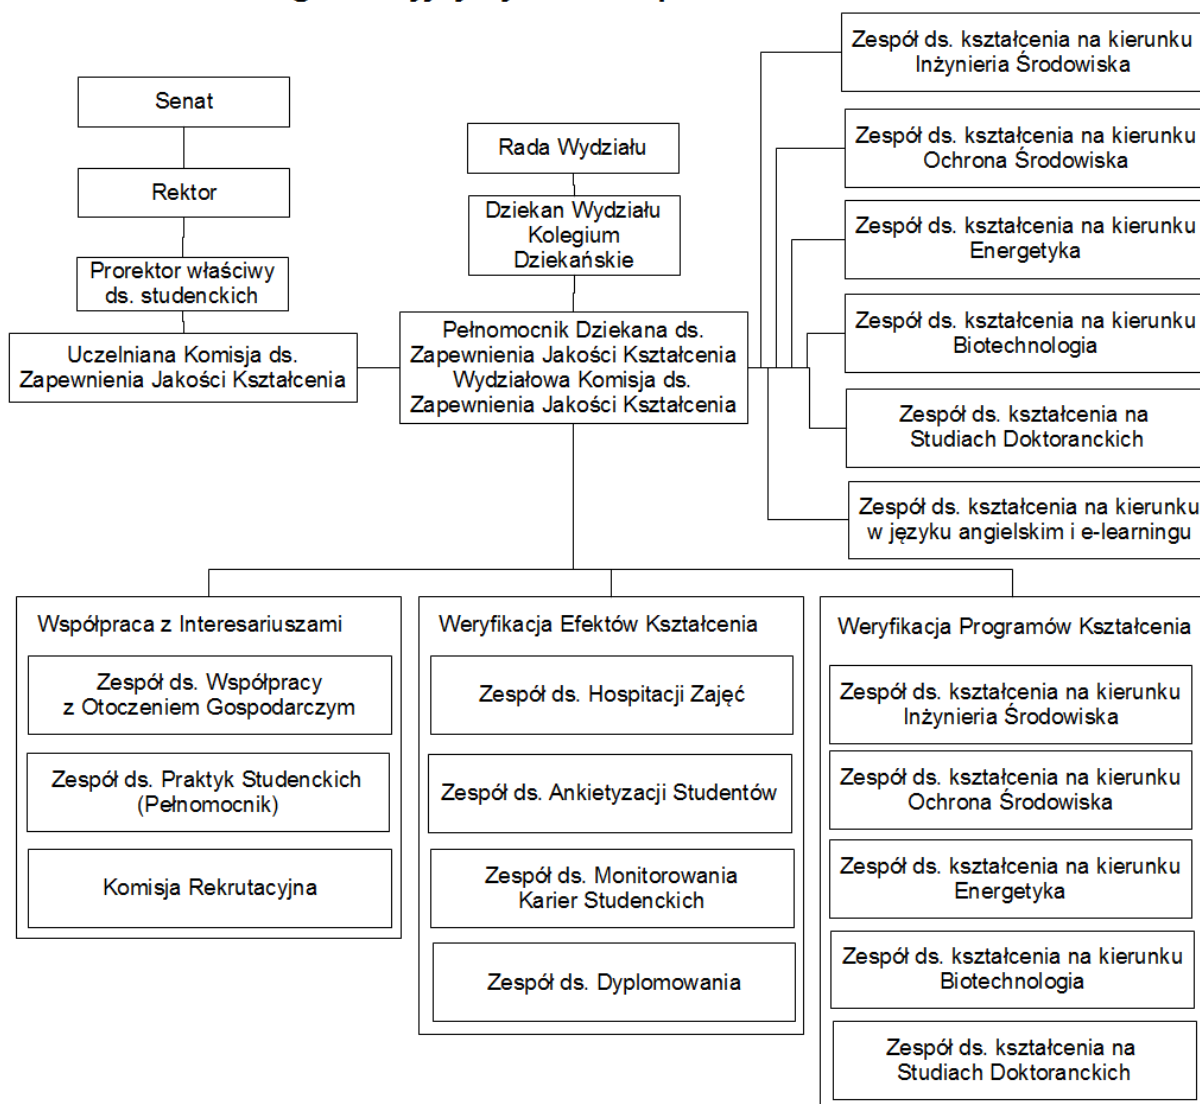 Senat
Rektor
Prorektor właściwy
ds. studenckich
Uczelniana Komisja ds.
Zapewnienia Jakości Kształcenia
Rada Wydziału
Dziekan Wydziału
Kolegium
Dziekańskie
Pełnomocnik Dziekana ds.
Zapewnienia Jakości Kształcenia
Wydziałowa Komisja ds.
Zapewnienia Jakości Kształcenia
Zespół ds. kształcenia na kierunku
Inżynieria Środowiska
Zespół ds. kształcenia na kierunku
Ochrona Środowiska
Zespół ds. kształcenia na kierunku
Energetyka
Zespół ds. kształcenia na kierunku
Biotechnologia
Zespół ds. kształcenia na
Studiach Doktoranckich
Zespół ds. kształcenia na kierunku
w języku angielskim i e-learningu
Współpraca z Interesariuszami
Zespół ds. Współpracy
z Otoczeniem Gospodarczym
Zespół ds. Praktyk Studenckich
(Pełnomocnik)
Komisja Rekrutacyjna
Weryfikacja Efektów Kształcenia
Zespół ds. Hospitacji Zajęć
Zespół ds. Ankietyzacji Studentów
Zespół ds. Monitorowania
Karier Studenckich
Zespół ds. Dyplomowania
Weryfikacja Programów Kształcenia
Zespół ds. kształcenia na kierunku
Inżynieria Środowiska
Zespół ds. kształcenia na kierunku
Ochrona Środowiska
Zespół ds. kształcenia na kierunku
Energetyka
Zespół ds. kształcenia na kierunku
Biotechnologia
Zespół ds. kształcenia na
Studiach Doktoranckich